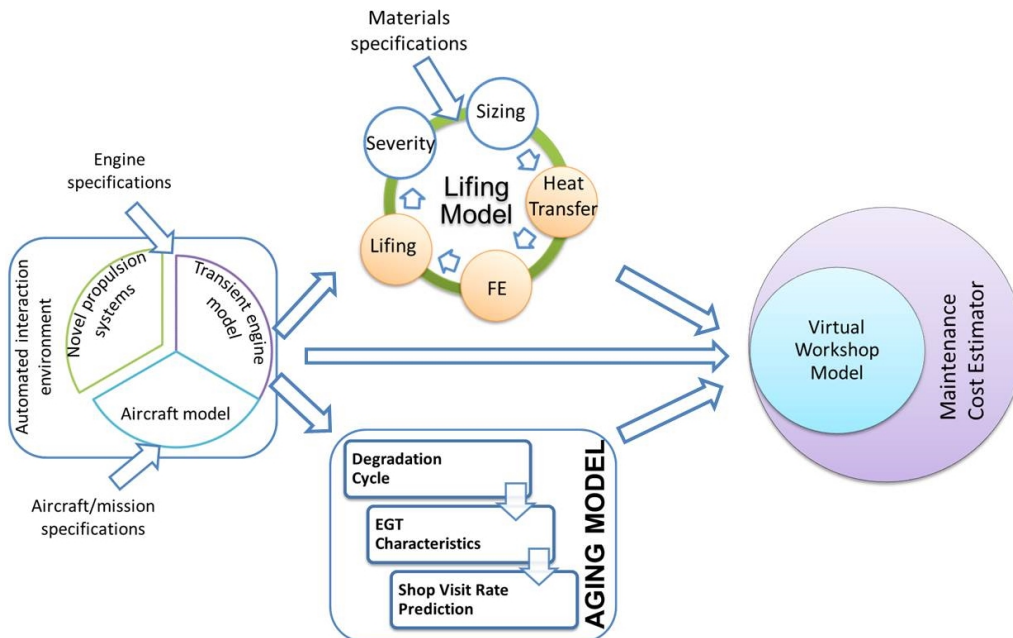 Materials
specifications
Sizing
Severity
Lifing
Model
Heat
Transfer
Lifing
FE
Engine
specifications
Automated interaction
environment
Novel propulsion
systems
Transient engine
model
Aircraft model
Aircraft/mission
specifications
Degradation
Cycle
EGT
Characteristics
Shop Visit Rate
Prediction
AGING MODEL
Virtual
Workshop
Model
Maintenance
Cost Estimator